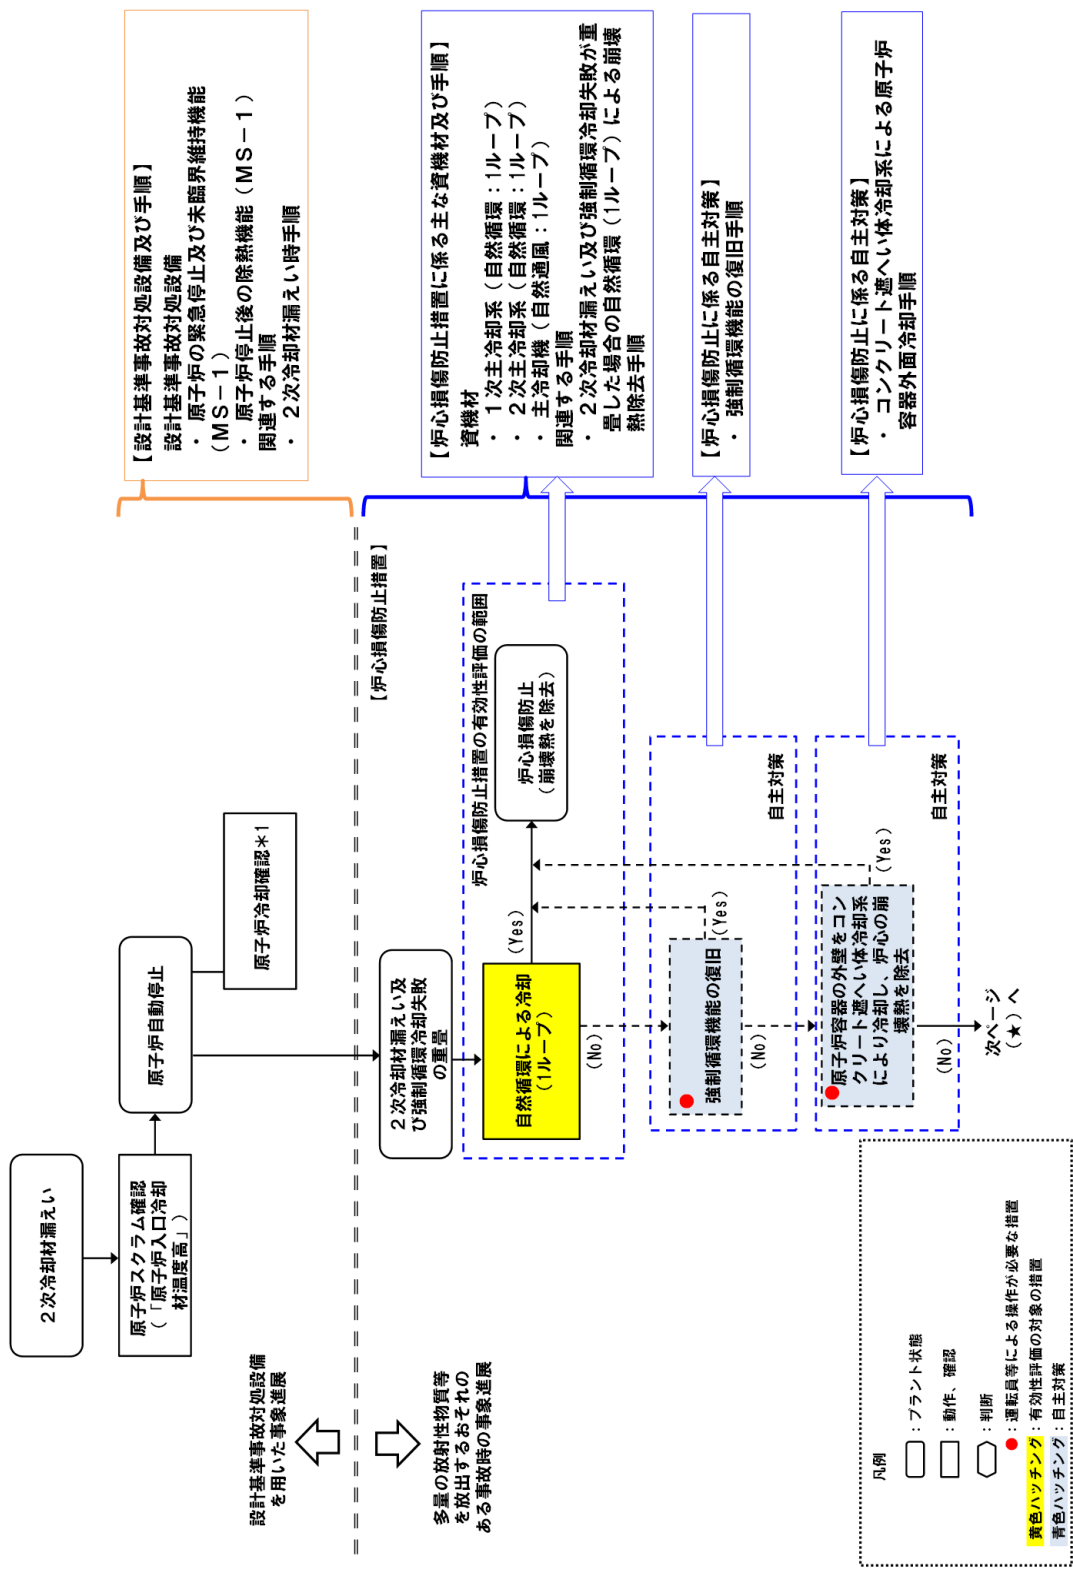 2次冷却材漏えい
原子炉スクラム確認
(「原子炉入口冷却
材温度高」)
原子炉自動停止
原子炉冷却確認＊1
設計基準事故対処設備
を用いた事象進展
多量の放射性物質等
を放出するおそれの
ある事故時の事象進展
【炉心損傷防止措置】
2次冷却材漏えい及
び強制循環冷却失敗
の重畳
炉心損傷防止措置の有効性評価の範囲
自然循環による冷却
(1ループ)
(Yes)
(No)
炉心損傷防止
(崩壊熱を除去)
強制循環機能の復旧
(Yes)
(No)
自主対策
原子炉容器の外壁をコン
クリート遮へい体冷却系
により冷却し、炉心の崩
壊熱を除去
(Yes)
(No)
自主対策
次ページ
(★)へ
【設計基準事故対処設備及び手順】
設計基準事故対処設備
・原子炉の緊急停止及び未臨界維持機能
(MS－1)
・原子炉停止後の除熱機能（MS－1）
関連する手順
・2次冷却材漏えい時手順
【炉心損傷防止措置に係る主な資機材及び手順】
資機材
・1次主冷却系（自然循環：1ループ）
・2次主冷却系（自然循環：1ループ）
・主冷却機（自然通風：1ループ）
関連する手順
・2次冷却材漏えい及び強制循環冷却失敗が重
畳した場合の自然循環（1ループ）による崩壊
熱除去手順
【炉心損傷防止に係る自主対策】
・強制循環機能の復旧手順
【炉心損傷防止に係る自主対策】
・コンクリート遮へい体冷却系による原子炉
容器外面冷却手順
凡例
：プラント状態
：動作、確認
：判断
：運転員等による操作が必要な措置
黄色ハッチング：有効性評価の対象の措置
青色ハッチング：自主対策